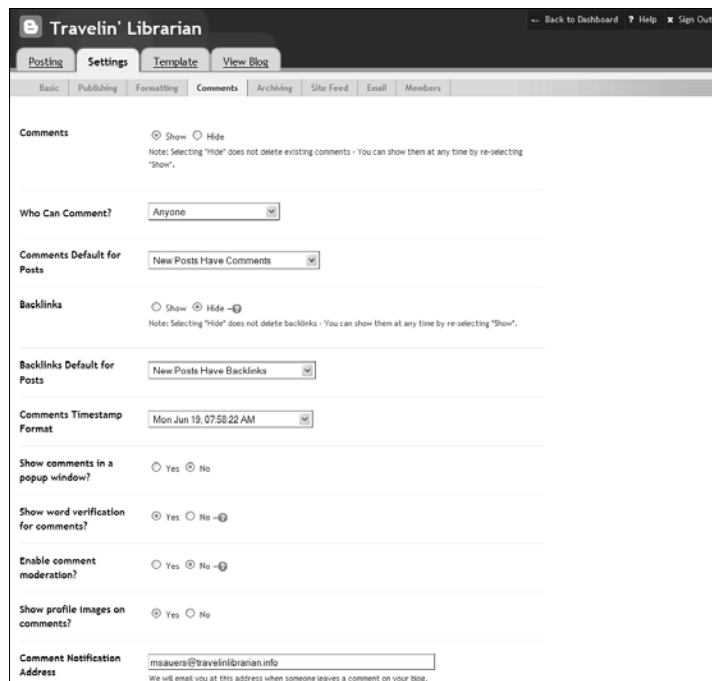 ← Back to Dashboard ? Help x Sign Out
Travelin' Librarian
Posting Settings Template View Blog
Basic Publishing Formatting Comments Archiving Site Feed Email Members
Comments
Show Hide
Note: Selecting "Hide" does not delete existing comments - You can show them at any time by re-selecting
"Show".
Who Can Comment?
Anyone
Comments Default for
Posts
New Posts Have Comments
Backlinks
Show Hide
Note: Selecting "Hide" does not delete backlinks - You can show them at any time by re-selecting "Show".
Backlinks Default for
Posts
New Posts Have Backlinks
Comments Timestamp
Format
Mon Jun 19, 07:58:22 AM
Show comments in a
popup window?
Yes No
Show word verification
for comments?
Yes No
Enable comment
moderation?
Yes No
Show profile images on
comments?
Yes No
Comment Notification
Address
msauers@travelinlibrarian.info
We will email you at this address when someone leaves a comment on your blog.